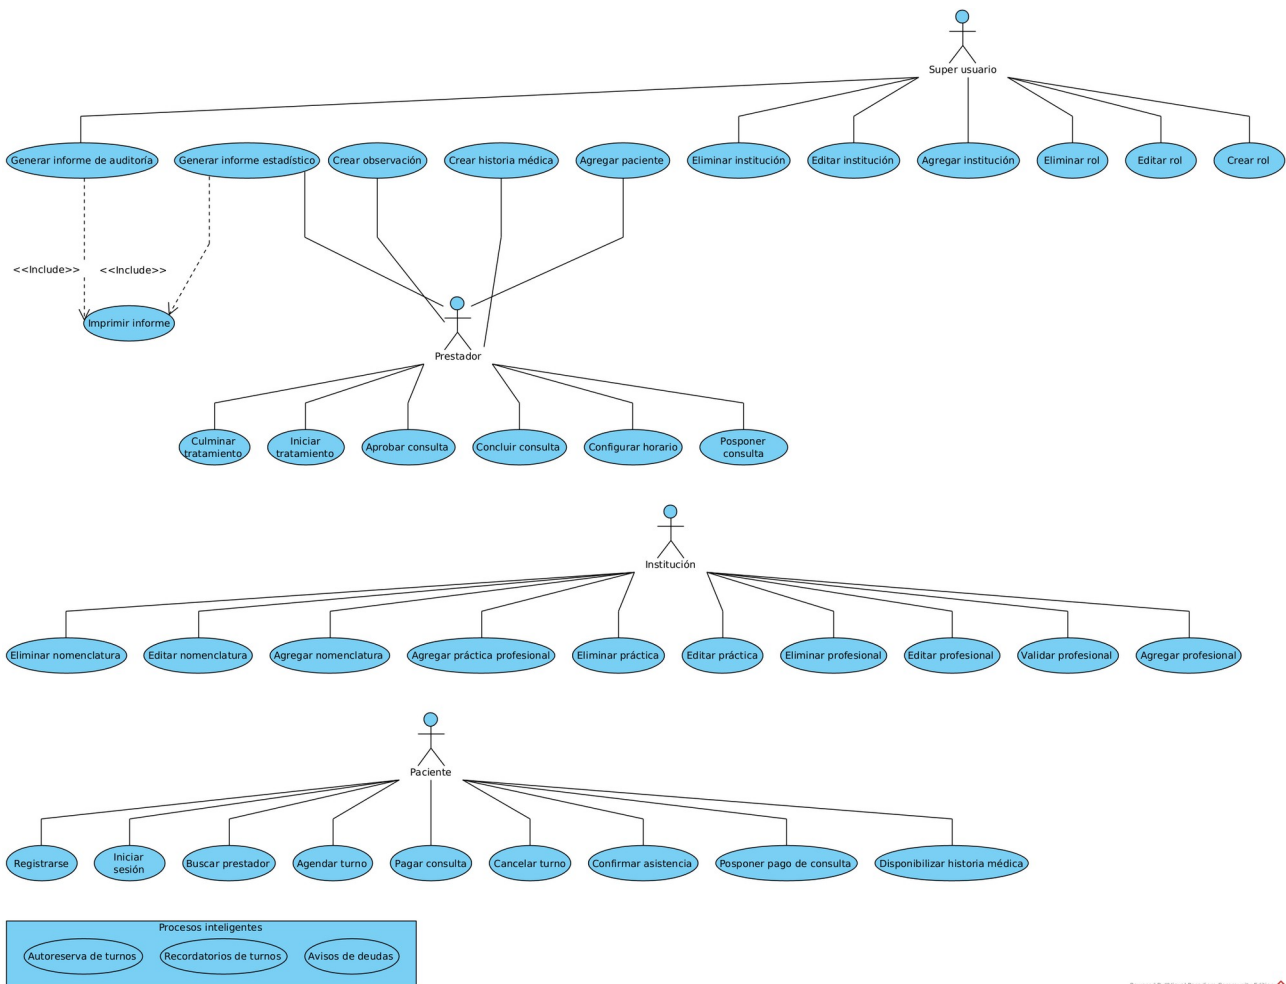 Super usuario
Generar informe de auditoría
Generar informe estadístico
Crear observación
Crear historia médica
Agregar paciente
Eliminar institución
Editar institución
Agregar institución
Eliminar rol
Editar rol
Crear rol
<<Include>>
<<Include>>
Imprimir informe
Prestador
Culminar
tratamiento
Iniciar
tratamiento
Aprobar consulta
Concluir consulta
Configurar horario
Posponer
consulta
Institución
Eliminar nomenclatura
Editar nomenclatura
Agregar nomenclatura
Agregar práctica profesional
Eliminar práctica
Editar práctica
Eliminar profesional
Editar profesional
Validar profesional
Agregar profesional
Paciente
Registrarse
Iniciar
sesión
Buscar prestador
Agendar turno
Pagar consulta
Cancelar turno
Confirmar asistencia
Posponer pago de consulta
Disponibilizar historia médica
Procesos inteligentes
Autoreserva de turnos
Recordatorios de turnos
Avisos de deudas